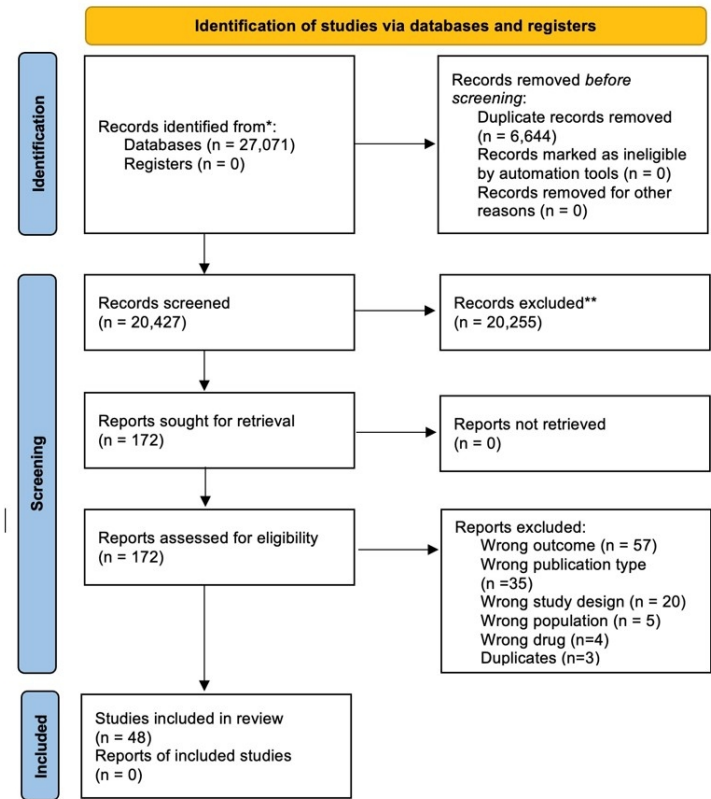 Identification of studies via databases and registers
Identification
Records identified from*:
Databases (n = 27,071)
Registers (n = 0)
Records removed before
screening:
Duplicate records removed
(n = 6,644)
Records marked as ineligible
by automation tools (n = 0)
Records removed for other
reasons (n = 0)
Screening
Records screened
(n = 20,427)
Records excluded**
(n = 20,255)
Reports sought for retrieval
(n = 172)
Reports not retrieved
(n = 0)
Reports assessed for eligibility
(n = 172)
Reports excluded:
Wrong outcome (n = 57)
Wrong publication type
(n =35)
Wrong study design (n = 20)
Wrong population (n = 5)
Wrong drug (n=4)
Duplicates (n=3)
Included
Studies included in review
(n = 48)
Reports of included studies
(n = 0)